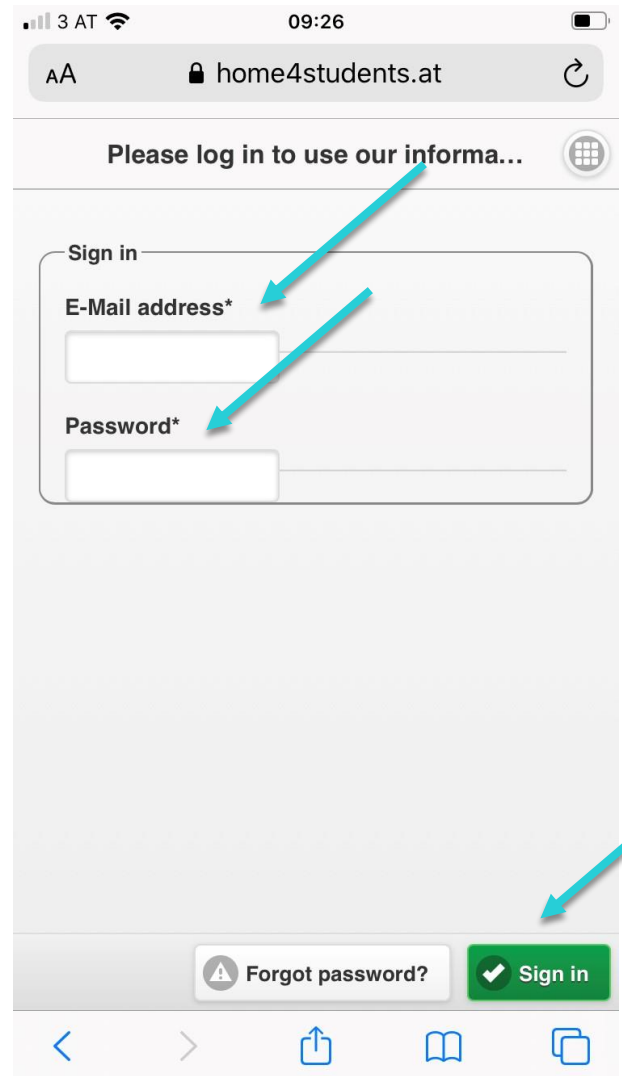 3 AT 09:26
AA home4students.at
Please log in to use our informa...
Sign in
E-Mail address*
Password*
Forgot password? Sign in